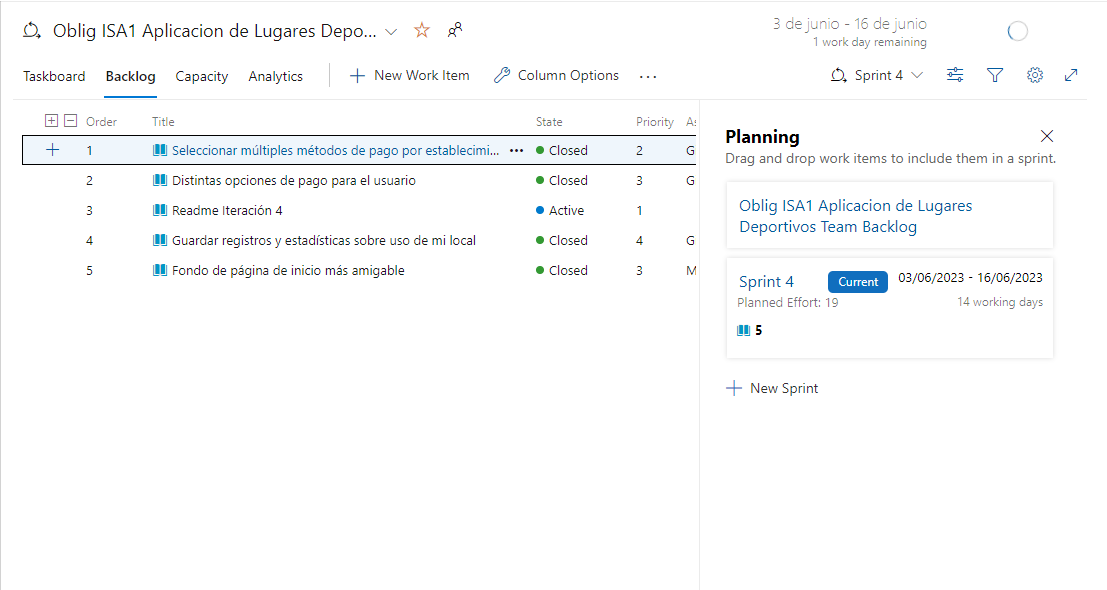 Oblig ISA1 Aplicacion de Lugares Depo...
3 de junio - 16 de junio
1 work day remaining
Taskboard Backlog Capacity Analytics New Work Item Column Options ... Sprint 4
Order Title State Priority As
1 Seleccionar múltiples métodos de pago por establecimi... ••• Closed 2 G
2 Distintas opciones de pago para el usuario Closed 3 G
3 Readme Iteración 4 Active 1
4 Guardar registros y estadísticas sobre uso de mi local Closed 4 G
5 Fondo de página de inicio más amigable Closed 3 M
Planning
Drag and drop work items to include them in a sprint.
Oblig ISA1 Aplicacion de Lugares
Deportivos Team Backlog
Sprint 4 Current 03/06/2023 - 16/06/2023
Planned Effort: 19 14 working days
5
New Sprint